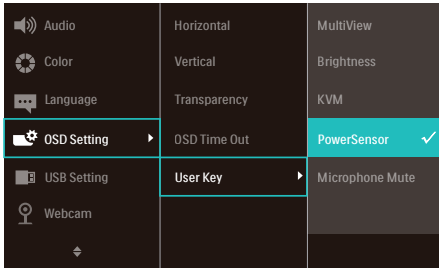 Audio
Color
Language
OSD Setting
USB Setting
Webcam
Horizontal
Vertical
Transparency
OSD Time Out
User Key
MultiView
Brightness
KVM
PowerSensor
Microphone Mute